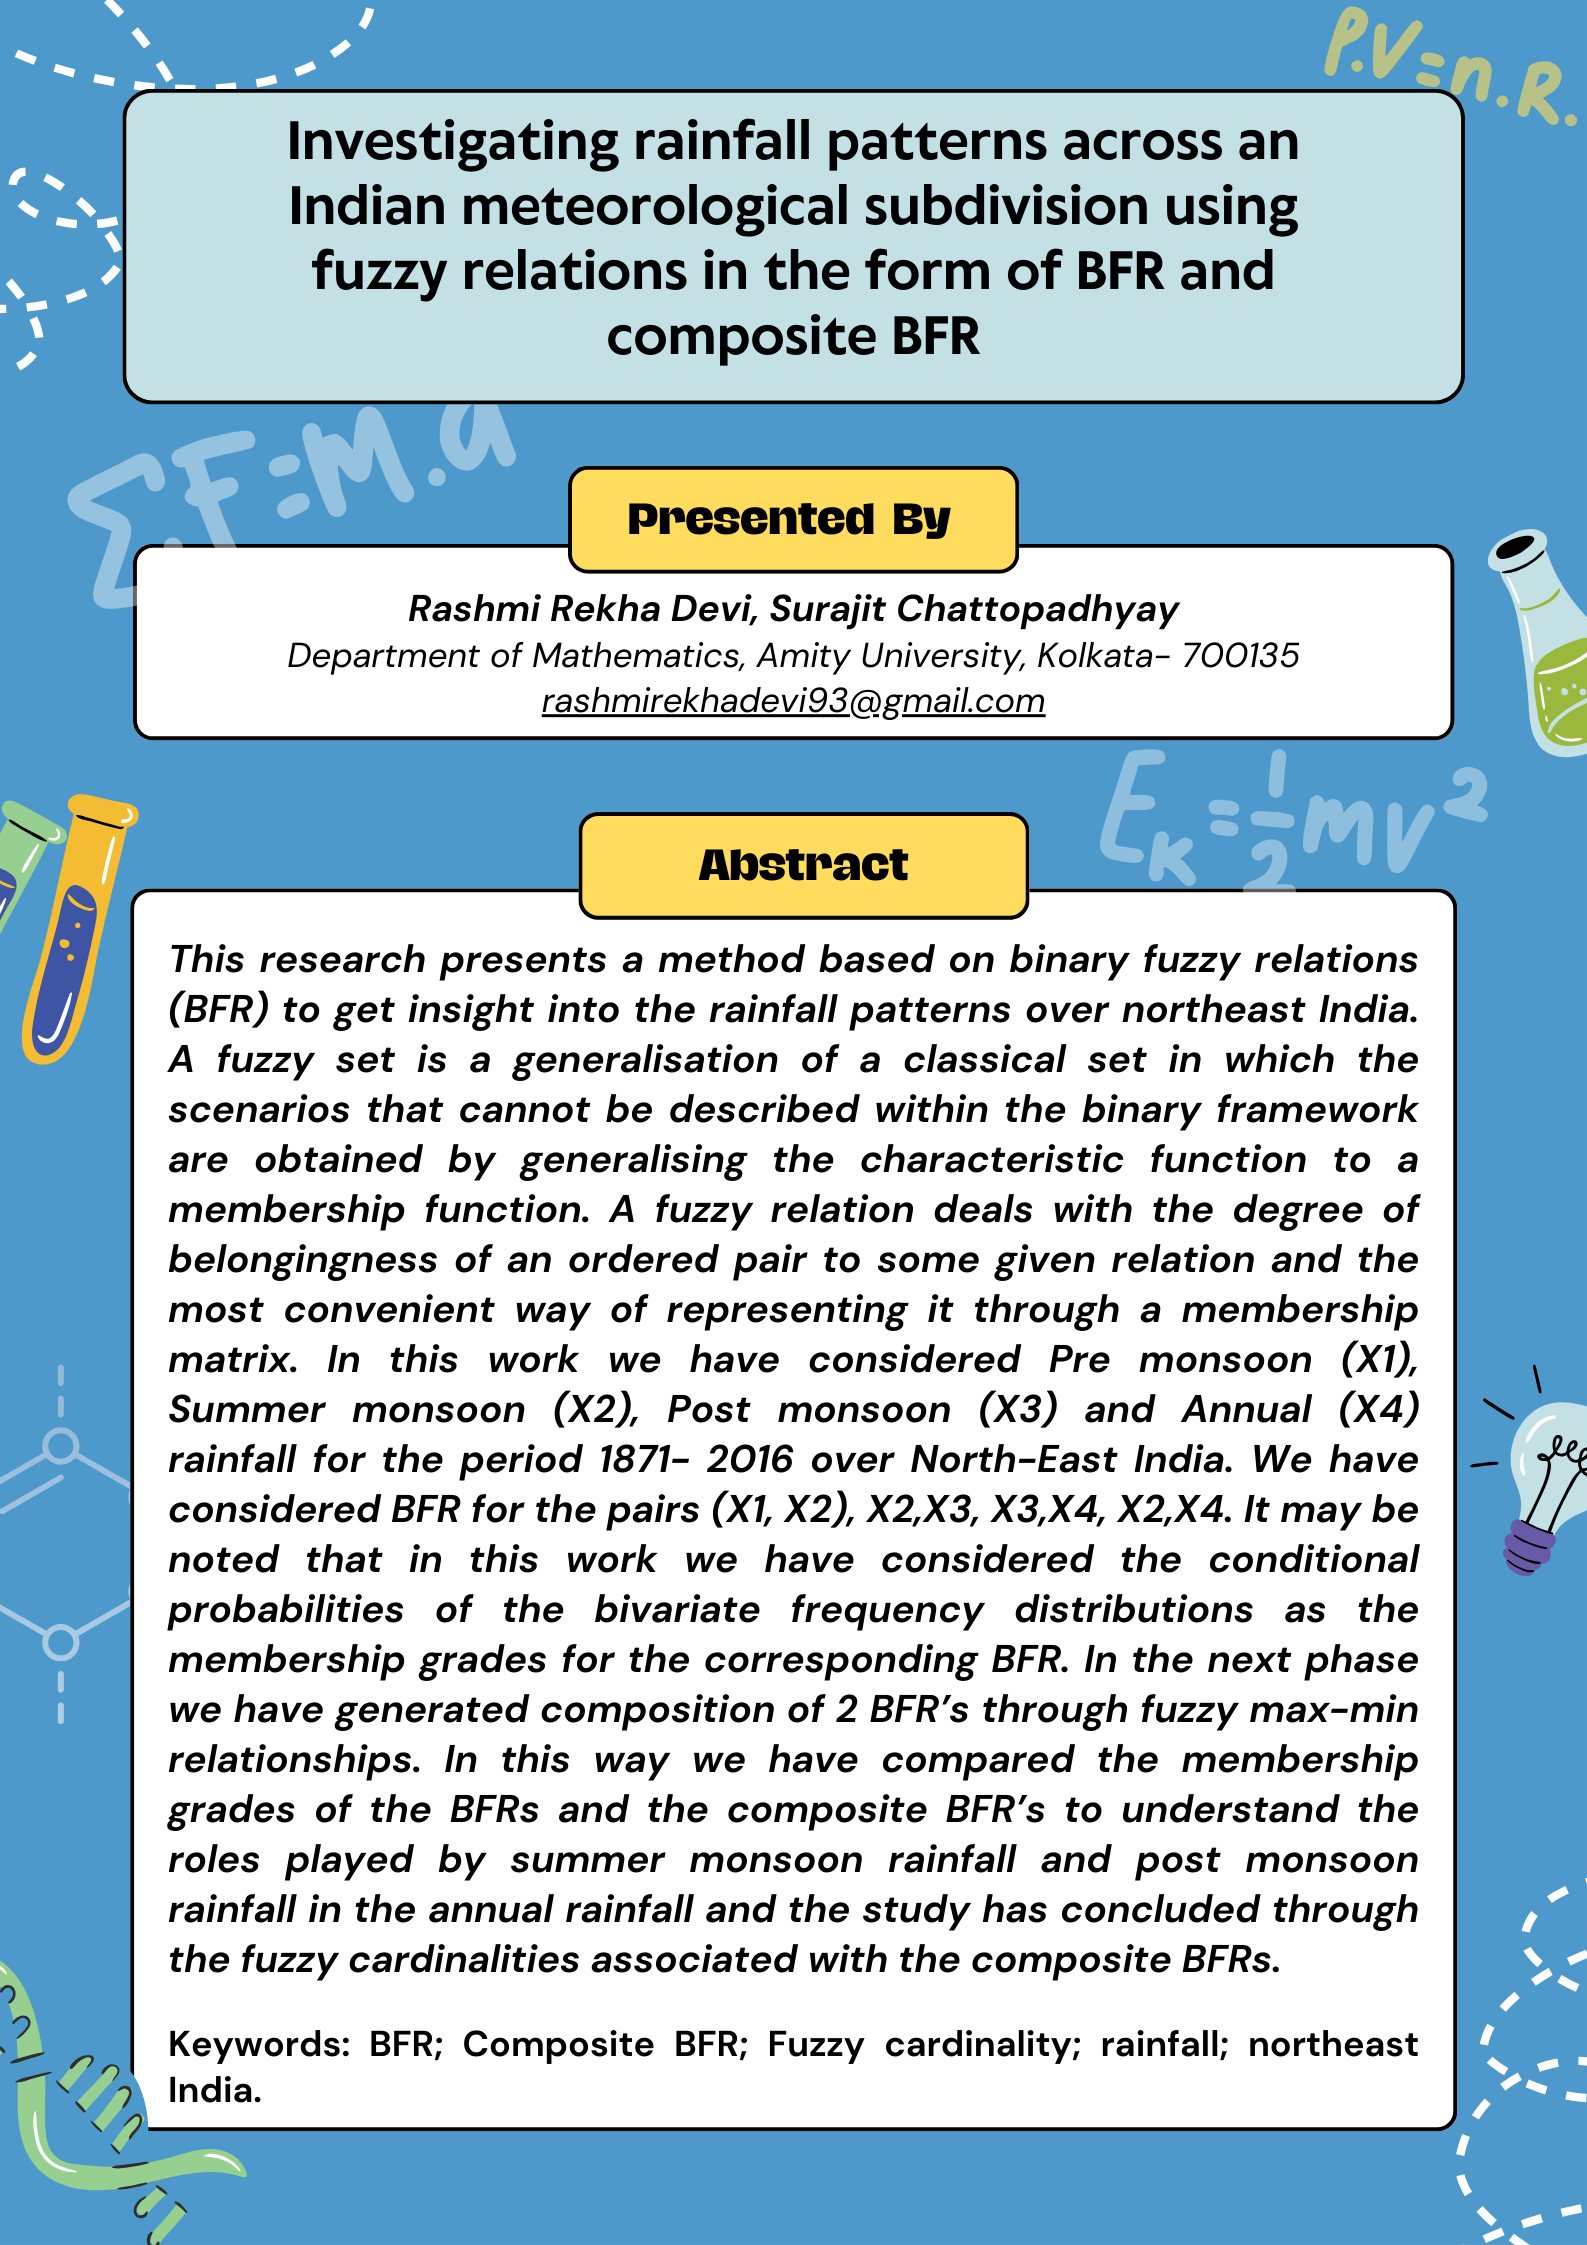 P.V=n.R.
Investigating rainfall patterns across an
Indian meteorological subdivision using
fuzzy relations in the form of BFR and
composite BFR
Σ.F=M.a
Presented By
Rashmi Rekha Devi, Surajit Chattopadhyay
Department of Mathematics, Amity University, Kolkata- 700135
rashmirekhadevi93@gmail.com
Eₖ=½mv²
Abstract
This research presents a method based on binary fuzzy relations
(BFR) to get insight into the rainfall patterns over northeast India.
A fuzzy set is a generalisation of a classical set in which the
scenarios that cannot be described within the binary framework
are obtained by generalising the characteristic function to a
membership function. A fuzzy relation deals with the degree of
belongingness of an ordered pair to some given relation and the
most convenient way of representing it through a membership
matrix. In this work we have considered Pre monsoon (X1),
Summer monsoon (X2), Post monsoon (X3) and Annual (X4)
rainfall for the period 1871- 2016 over North-East India. We have
considered BFR for the pairs (X1, X2), X2,X3, X3,X4, X2,X4. It may be
noted that in this work we have considered the conditional
probabilities of the bivariate frequency distributions as the
membership grades for the corresponding BFR. In the next phase
we have generated composition of 2 BFR’s through fuzzy max-min
relationships. In this way we have compared the membership
grades of the BFRs and the composite BFR’s to understand the
roles played by summer monsoon rainfall and post monsoon
rainfall in the annual rainfall and the study has concluded through
the fuzzy cardinalities associated with the composite BFRs.
Keywords: BFR; Composite BFR; Fuzzy cardinality; rainfall; northeast
India.